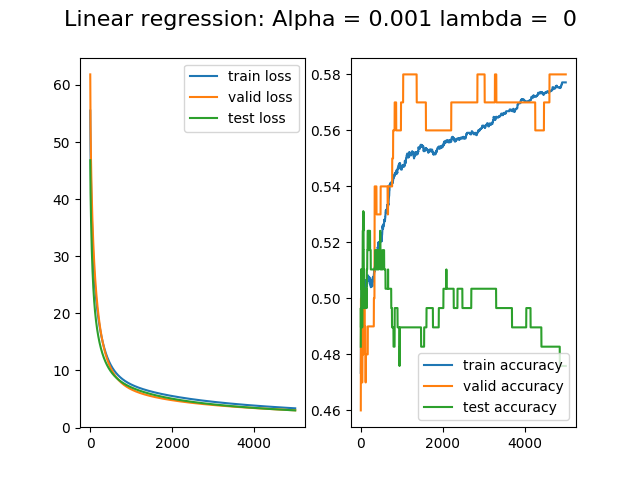 Linear regression: Alpha = 0.001 lambda =  0
60
50
40
30
20
10
0
0
2000
4000
train loss
valid loss
test loss
0.58
0.56
0.54
0.52
0.50
0.48
0.46
0
2000
4000
train accuracy
valid accuracy
test accuracy